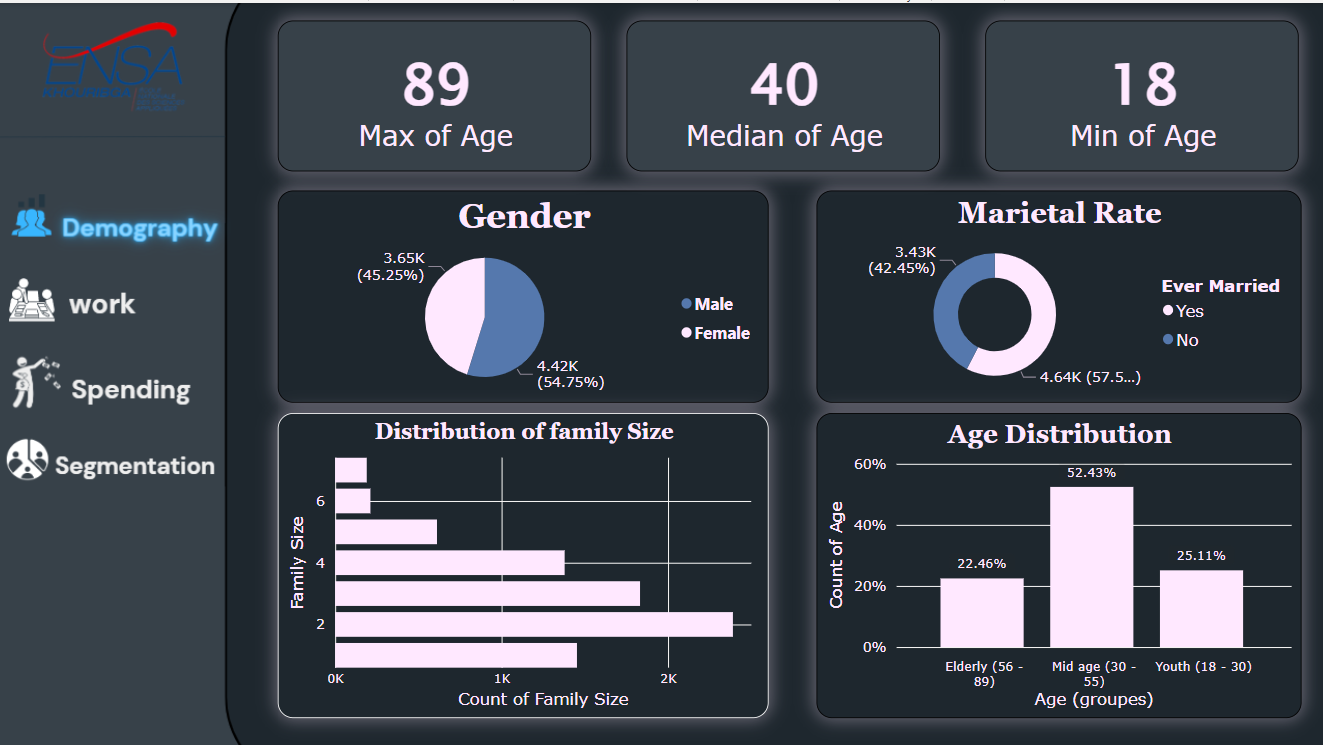 ENSA
KHOURIBGA
Demography
work
Spending
Segmentation
89
Max of Age
40
Median of Age
18
Min of Age
Gender
3.65K
(45.25%)
4.42K
(54.75%)
Male
Female
Marietal Rate
3.43K
(42.45%)
4.64K (57.5...)
Ever Married
Yes
No
Distribution of family Size
Family Size
6
4
2
0K
1K
2K
Count of Family Size
Age Distribution
Count of Age
60%
40%
20%
0%
22.46%
52.43%
25.11%
Elderly (56 -
89)
Mid age (30 -
55)
Youth (18 - 30)
Age (groupes)